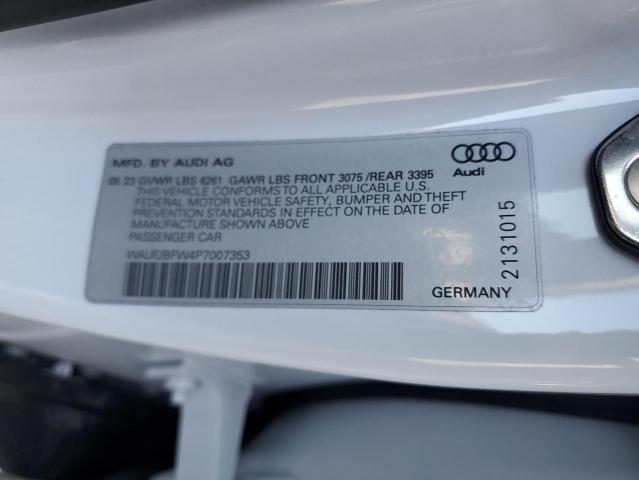 MFD. BY AUDI AG
05 23 GVWR LBS 6261 GAWR LBS FRONT 3075 /REAR 3395
THIS VEHICLE CONFORMS TO ALL APPLICABLE U.S.
FEDERAL MOTOR VEHICLE SAFETY, BUMPER AND THEFT
PREVENTION STANDARDS IN EFFECT ON THE DATE OF
MANUFACTURE SHOWN ABOVE
PASSENGER CAR
WAUFJBFW4P7007353
Audi
2131015
GERMANY